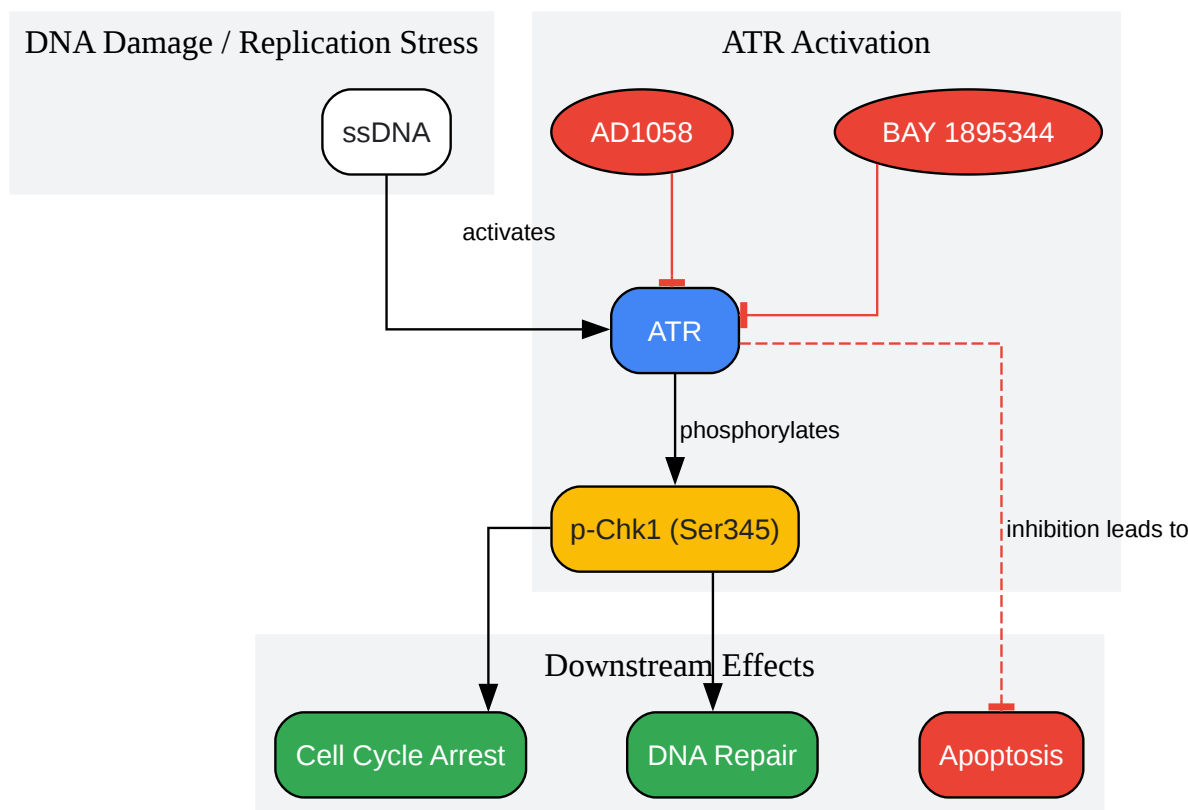 DNA Damage / Replication Stress
ATR Activation
ssDNA
AD1058
BAY 1895344
activates
ATR
phosphorylates
p-Chk1 (Ser345)
inhibition leads to
Downstream Effects
Cell Cycle Arrest
DNA Repair
Apoptosis